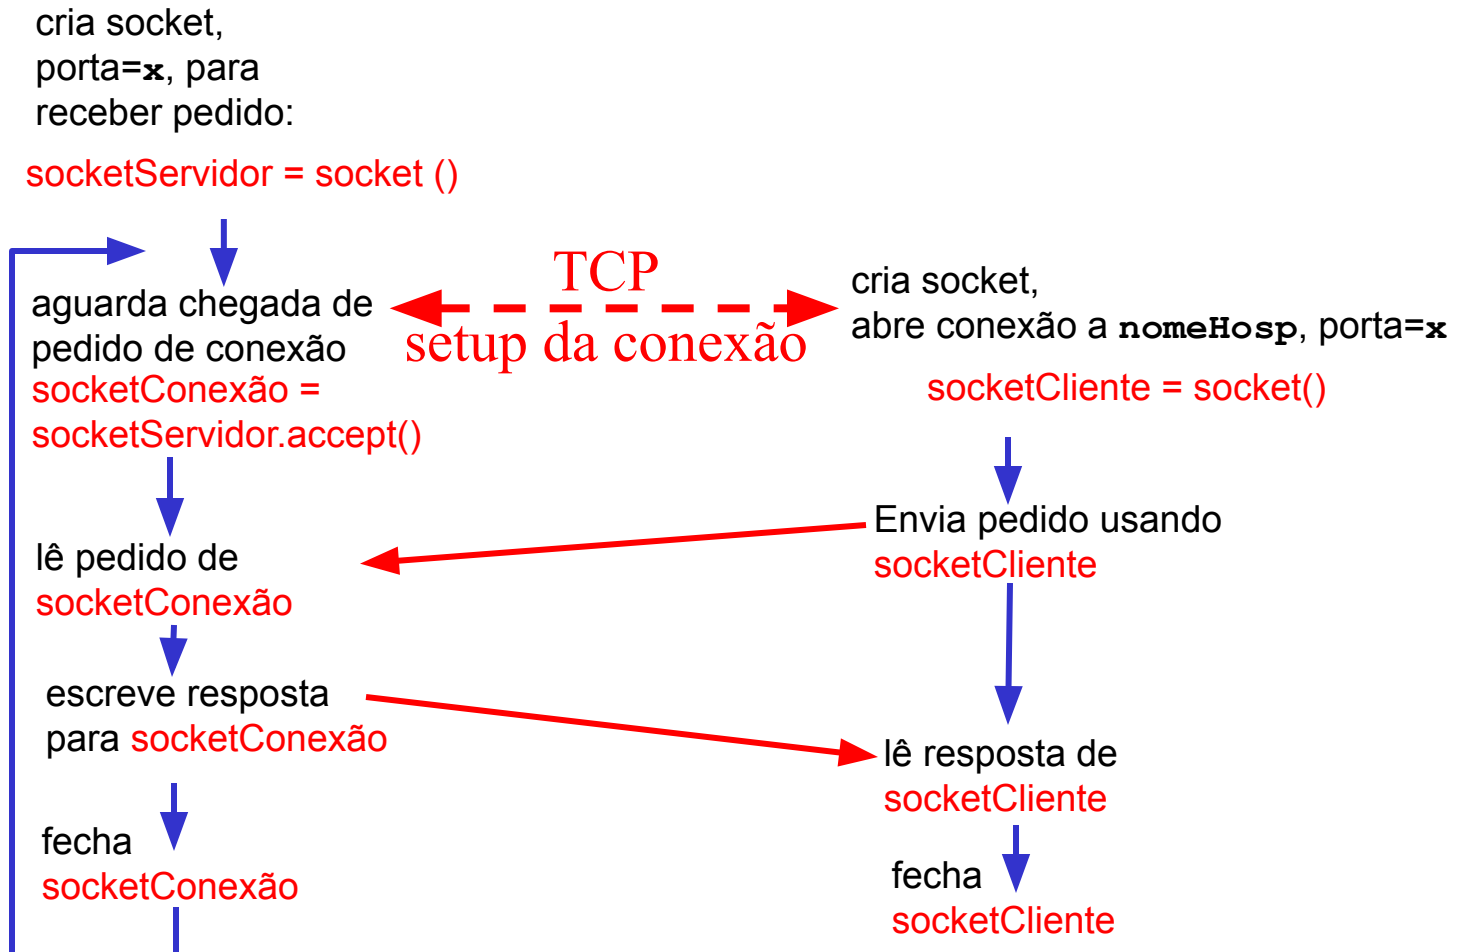 cria socket,
porta=x, para
receber pedido:
socketServidor = socket ()
aguarda chegada de
pedido de conexão
socketConexão =
socketServidor.accept()
TCP
setup da conexão
cria socket,
abre conexão a nomeHosp, porta=x
socketCliente = socket()
Envia pedido usando
socketCliente
lê pedido de
socketConexão
escreve resposta
para socketConexão
lê resposta de
socketCliente
fecha
socketConexão
fecha
socketCliente